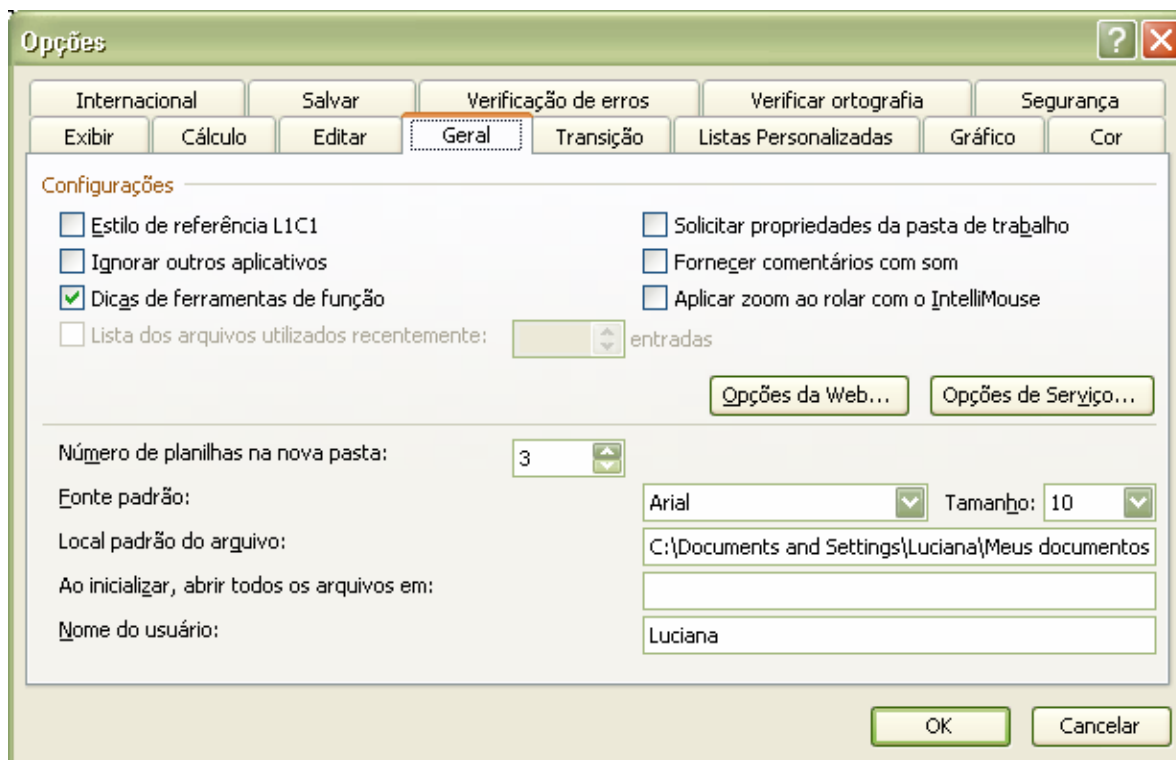 Opções
Internacional Salvar Verificação de erros Verificar ortografia Segurança
Exibir Cálculo Editar Geral Transição Listas Personalizadas Gráfico Cor
Configurações
Estilo de referência L1C1 Solicitar propriedades da pasta de trabalho
Ignorar outros aplicativos Fornecer comentários com som
Dicas de ferramentas de função Aplicar zoom ao rolar com o IntelliMouse
Lista dos arquivos utilizados recentemente: entradas
Opções da Web... Opções de Serviço...
Número de planilhas na nova pasta: 3
Fonte padrão: Arial Tamanho: 10
Local padrão do arquivo: C:\Documents and Settings\Luciana\Meus documentos
Ao inicializar, abrir todos os arquivos em:
Nome do usuário: Luciana
OK Cancelar